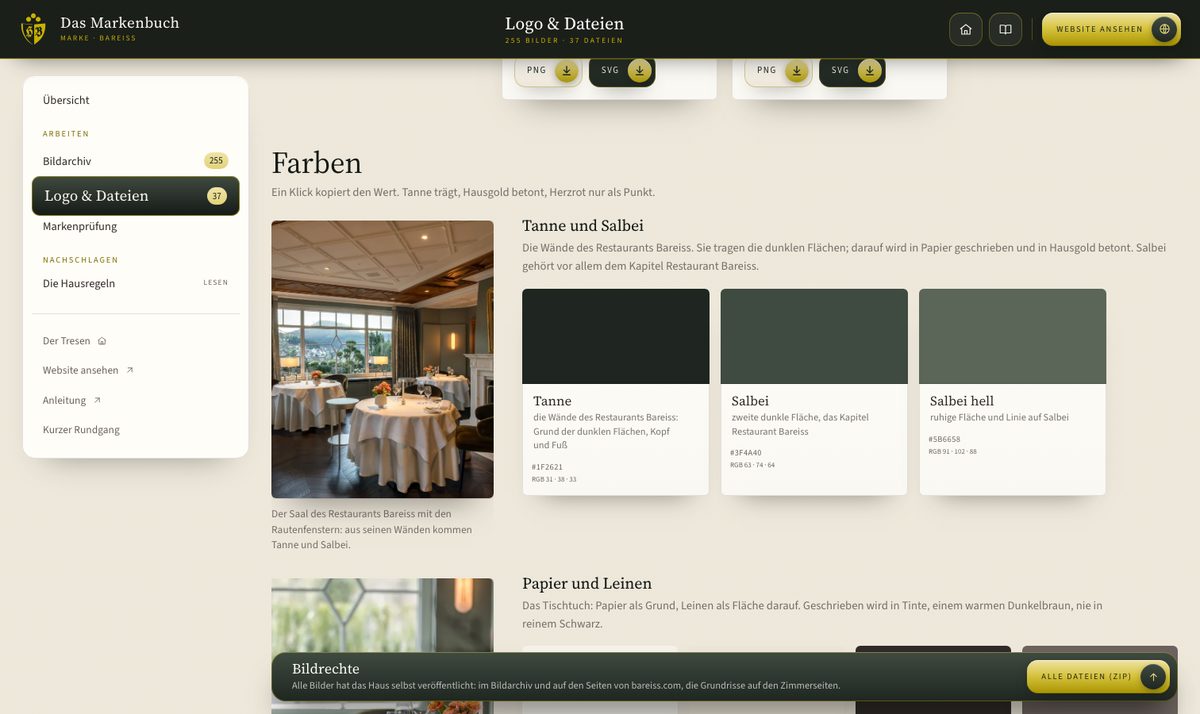 Das Markenbuch
MARKE · BAREISS
Logo & Dateien
255 BILDER · 37 DATEIEN
WEBSITE ANSEHEN
Übersicht
ARBEITEN
Bildarchiv
255
Logo & Dateien
37
Markenprüfung
NACHSCHLAGEN
Die Hausregeln
LESEN
Der Tresen
Website ansehen
Anleitung
Kurzer Rundgang
PNG
SVG
PNG
SVG
Farben
Ein Klick kopiert den Wert. Tanne trägt, Hausgold betont, Herzrot nur als Punkt.
Der Saal des Restaurants Bareiss mit den
Rautenfenstern: aus seinen Wänden kommen
Tanne und Salbei.
Tanne und Salbei
Die Wände des Restaurants Bareiss. Sie tragen die dunklen Flächen; darauf wird in Papier geschrieben und in Hausgold betont. Salbei
gehört vor allem dem Kapitel Restaurant Bareiss.
Tanne
die Wände des Restaurants Bareiss:
Grund der dunklen Flächen, Kopf
und Fuß
#1F2621
RGB 31 · 38 · 33
Salbei
zweite dunkle Fläche, das Kapitel
Restaurant Bareiss
#3F4A40
RGB 63 · 74 · 64
Salbei hell
ruhige Fläche und Linie auf Salbei
#5B6658
RGB 91 · 102 · 88
Papier und Leinen
Das Tischtuch: Papier als Grund, Leinen als Fläche darauf. Geschrieben wird in Tinte, einem warmen Dunkelbraun, nie in
reinem Schwarz.
Bildrechte
Alle Bilder hat das Haus selbst veröffentlicht: im Bildarchiv und auf den Seiten von bareiss.com, die Grundrisse auf den Zimmerseiten.
ALLE DATEIEN (ZIP)